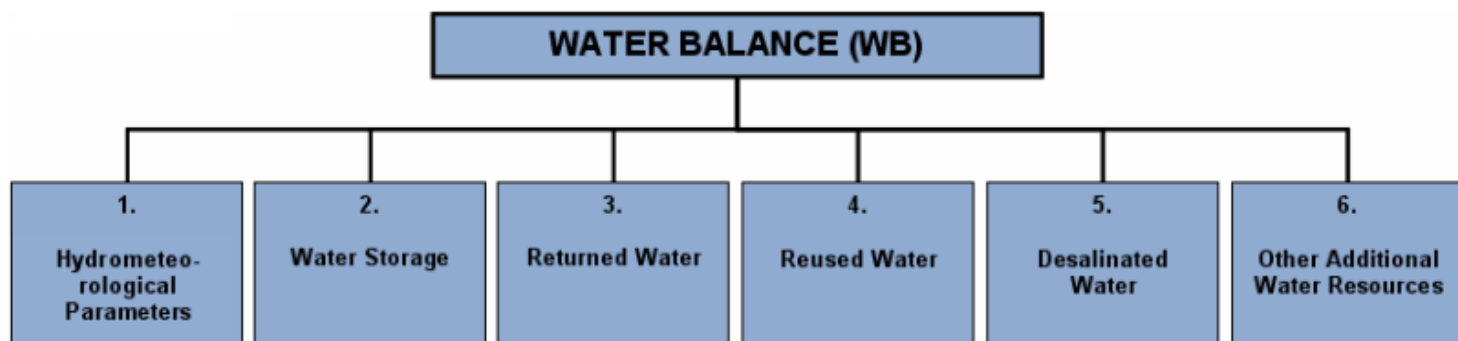 WATER BALANCE (WB)
1.
Hydrometeo-
rological
Parameters
2.
Water Storage
3.
Returned Water
4.
Reused Water
5.
Desalinated
Water
6.
Other Additional
Water Resources